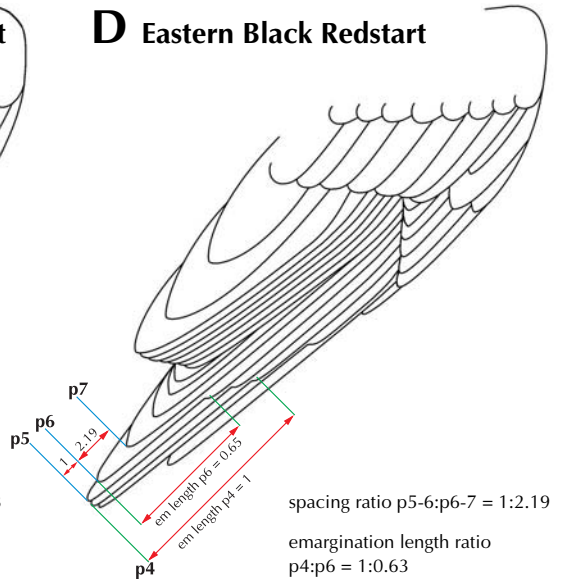 t
D Eastern Black Redstart
p7
p6
p5
2.19
1
em length p6 = 0.65
em length p4 = 1
p4
spacing ratio p5-6:p6-7 = 1:2.19
emargination length ratio
p4:p6 = 1:0.63